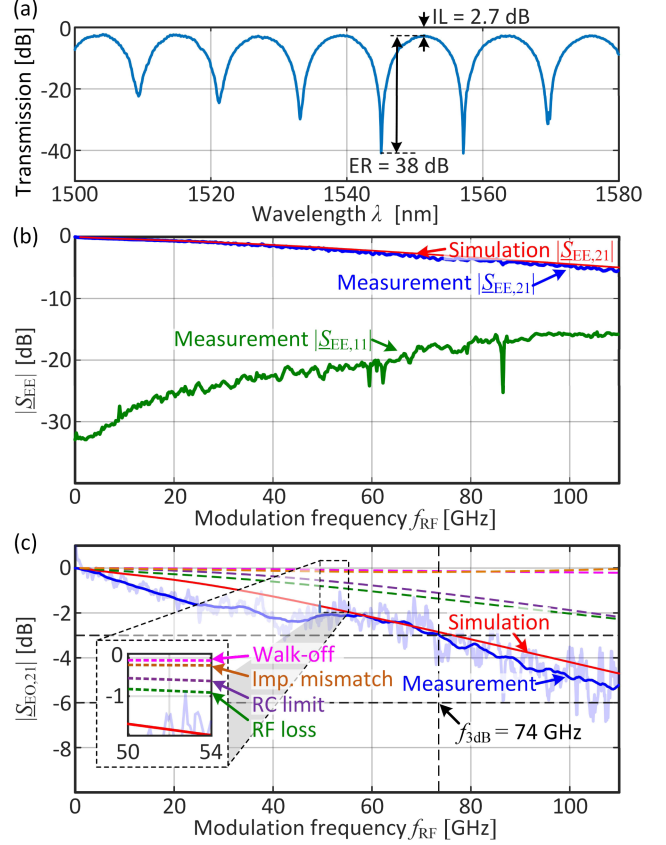 (a)
IL = 2.7 dB
Transmission [dB]
0
-20
-40
ER = 38 dB
1500
1520
1540
1560
1580
Wavelength λ [nm]
(b)
|S_EE| [dB]
0
-10
-20
-30
Simulation |S_EE,21|
Measurement |S_EE,21|
Measurement |S_EE,11|
0
20
40
60
80
100
Modulation frequency f_RF [GHz]
(c)
|S_EO,21| [dB]
0
-2
-4
-6
-8
Simulation
Measurement
f_3dB = 74 GHz
0
-1
50
54
Walk-off
Imp. mismatch
RC limit
RF loss
0
20
40
60
80
100
Modulation frequency f_RF [GHz]